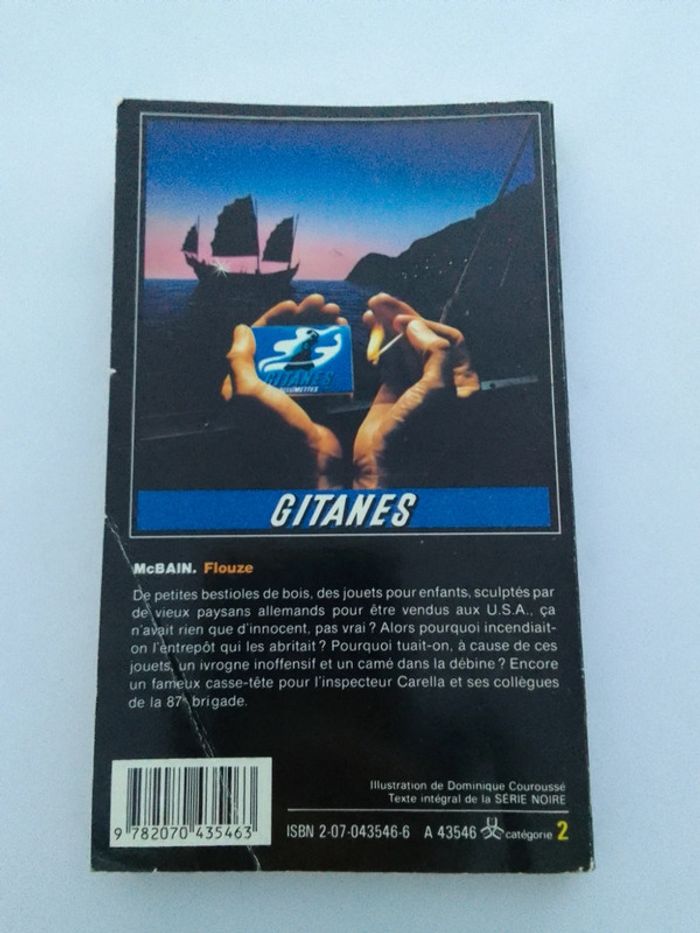 GITANES
ALLUMETTES
GITANES
McBAIN. Flouze
De petites bestioles de bois, des jouets pour enfants, sculptés par
de vieux paysans allemands pour être vendus aux U.S.A., ça
n'avait rien que d'innocent, pas vrai ? Alors pourquoi incendiait-
on l'entrepôt qui les abritait ? Pourquoi tuait-on, à cause de ces
jouets, un ivrogne inoffensif et un camé dans la débine ? Encore
un fameux casse-tête pour l'inspecteur Carella et ses collègues
de la 87e brigade.
Illustration de Dominique Couroussé
Texte intégral de la SÉRIE NOIRE
9 782070 435463
ISBN 2-07-043546-6 A 43546 catégorie 2